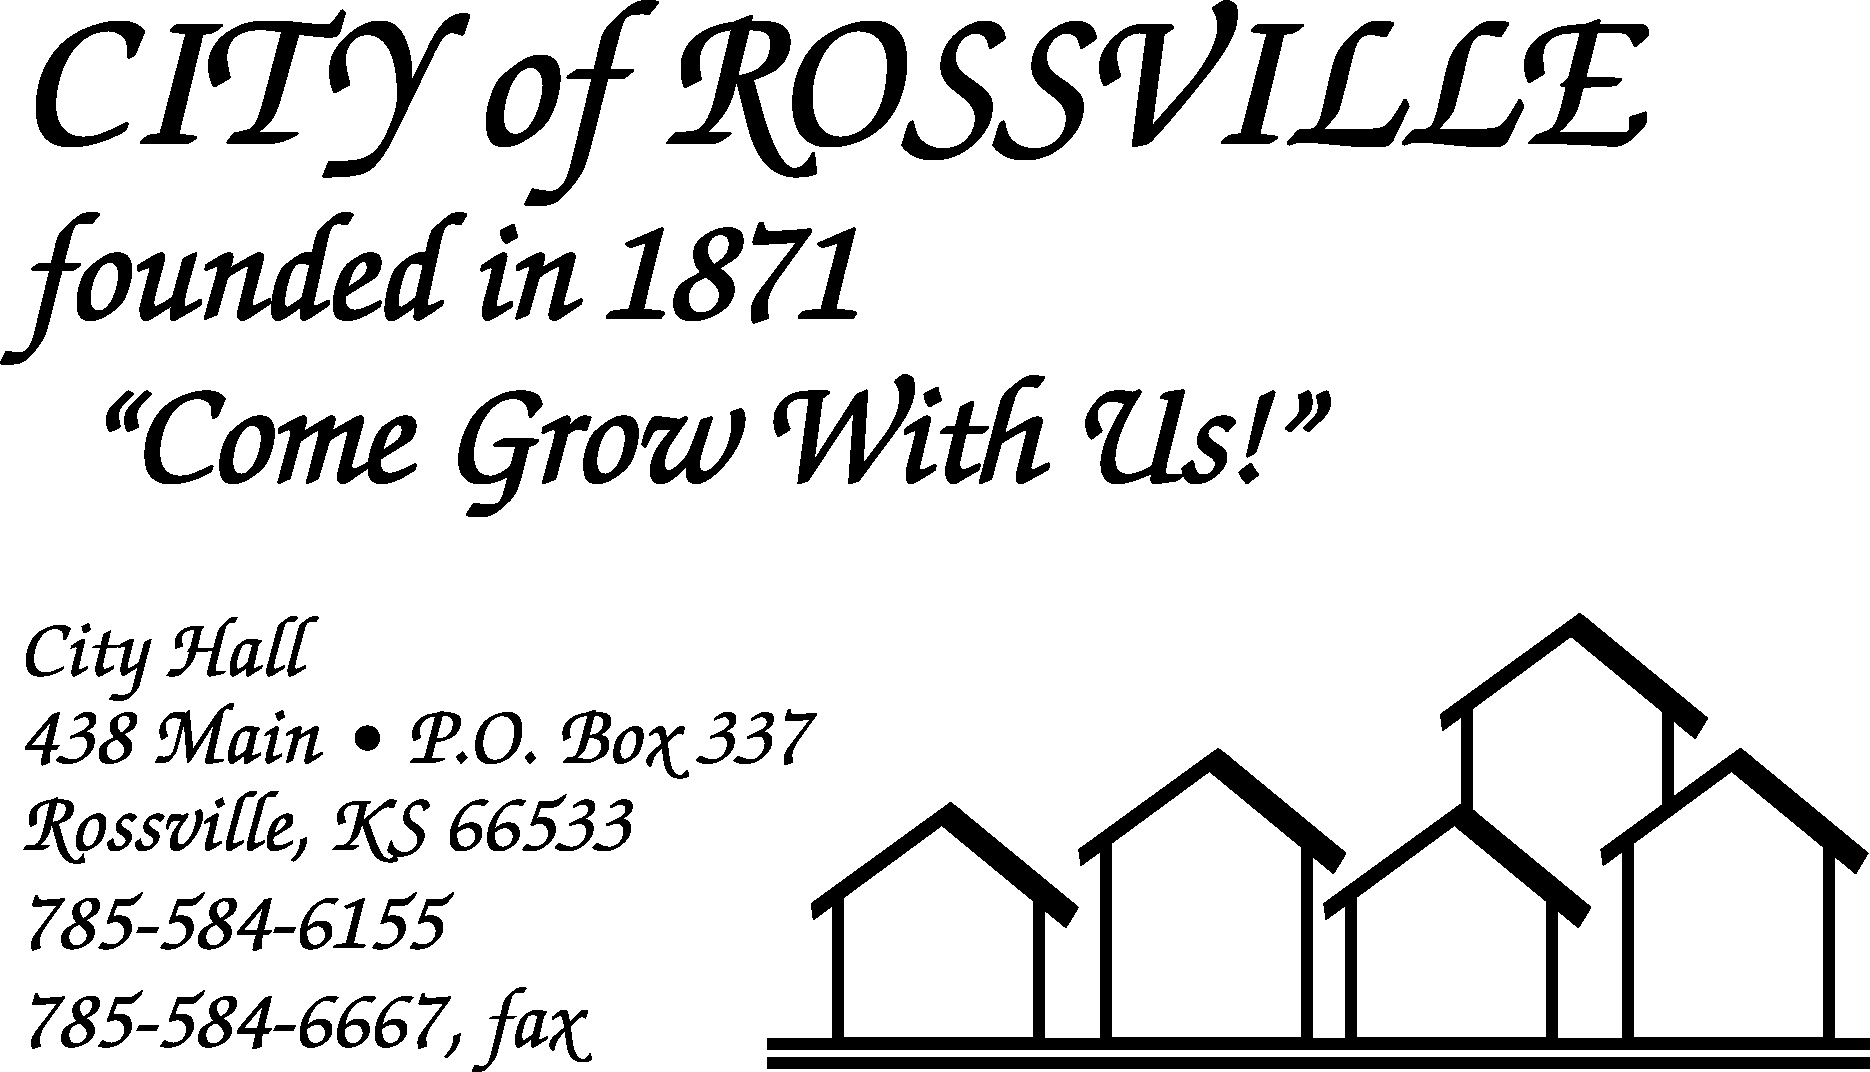 CITY of ROSSVILLE
founded in 1871
“Come Grow With Us!”
City Hall
438 Main • P.O. Box 337
Rossville, KS 66533
785-584-6155
785-584-6667, fax